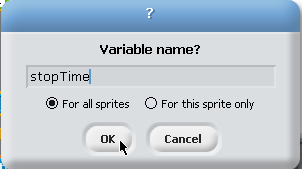 ?
Variable name?
stopTime
For all sprites For this sprite only
OK Cancel